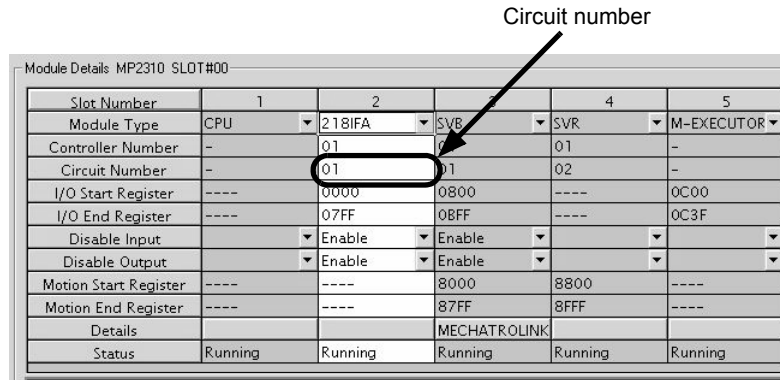 Circuit number
Module Details MP2310 SLOT#00
Slot Number 1 2 3 4 5
Module Type CPU 218IFA SVB SVR M-EXECUTOR
Controller Number - 01 01 01 -
Circuit Number - 01 01 02 -
I/O Start Register ---- 0000 0800 ---- 0C00
I/O End Register ---- 07FF 0BFF ---- 0C3F
Disable Input Enable Enable
Disable Output Enable Enable
Motion Start Register ---- ---- 8000 8800 ----
Motion End Register ---- ---- 87FF 8FFF ----
Details MECHATROLINK
Status Running Running Running Running Running